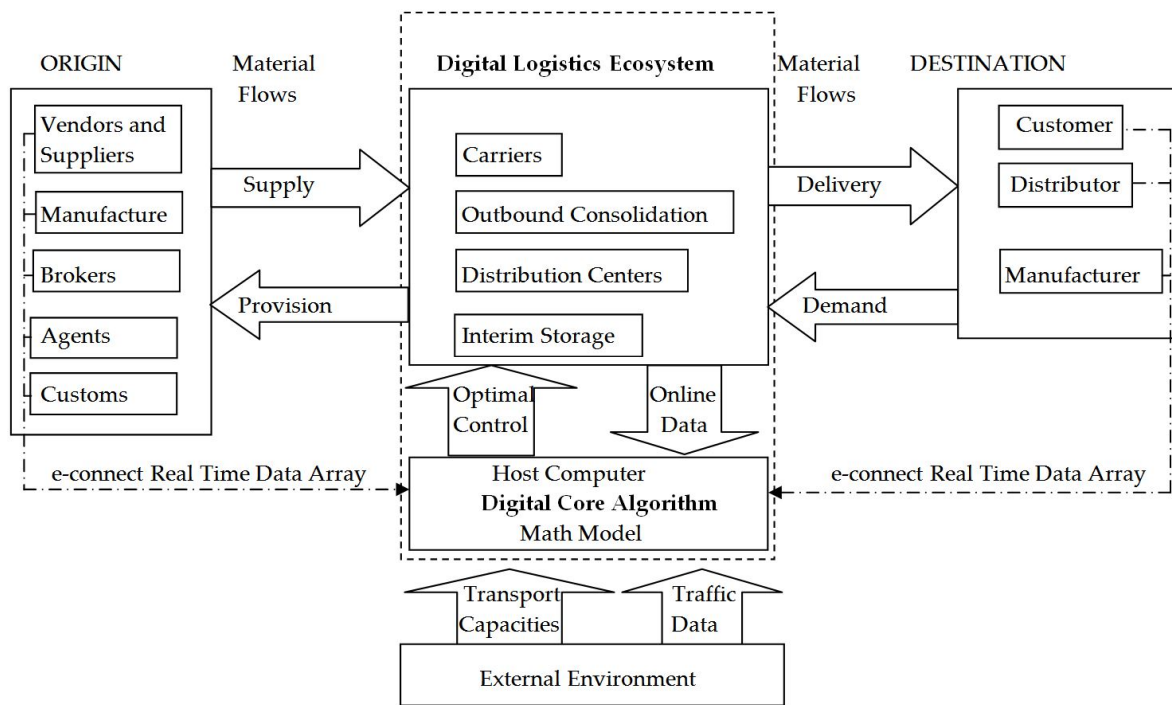 ORIGIN
Material
Flows
Digital Logistics Ecosystem
Material
Flows
DESTINATION
Vendors and
Suppliers
Manufacture
Brokers
Agents
Customs
Supply
Provision
Carriers
Outbound Consolidation
Distribution Centers
Interim Storage
Delivery
Demand
Customer
Distributor
Manufacturer
Optimal
Control
Online
Data
e-connect Real Time Data Array
Host Computer
Digital Core Algorithm
Math Model
e-connect Real Time Data Array
Transport
Capacities
Traffic
Data
External Environment